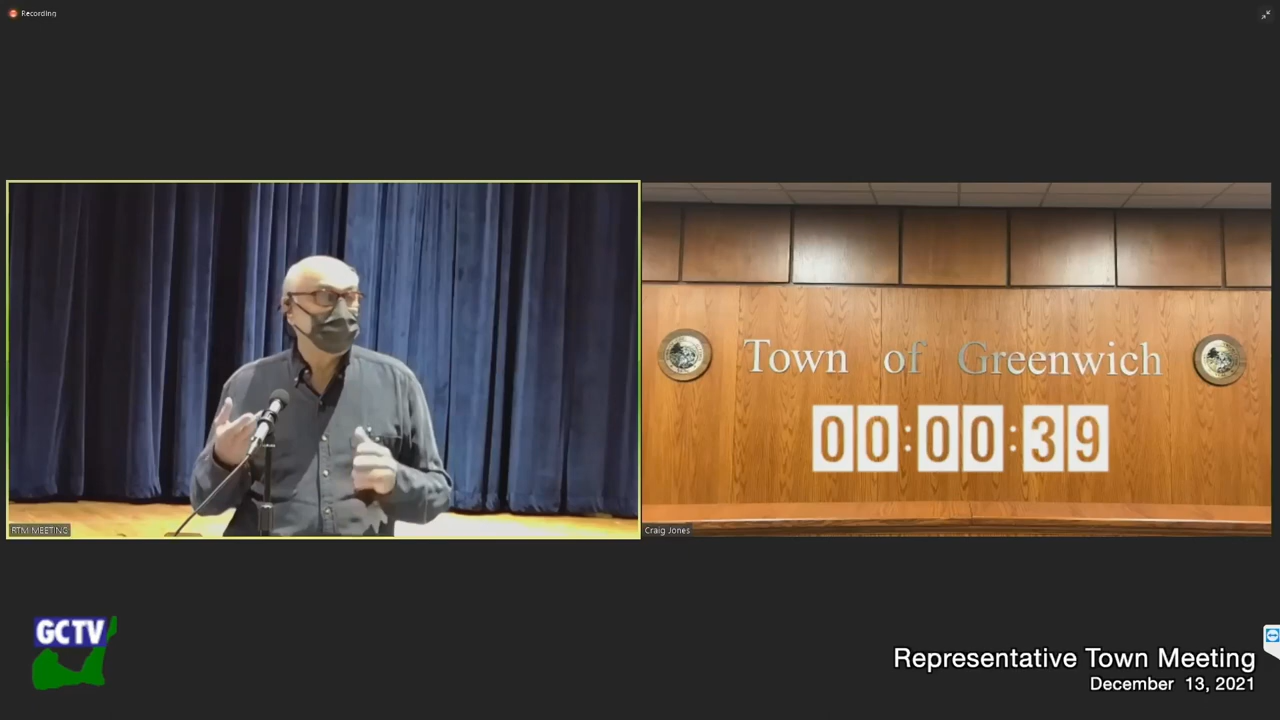 Recording
Town of Greenwich
00:00:39
RTM MEETING
Craig Jones
GCTV
Representative Town Meeting
December 13, 2021